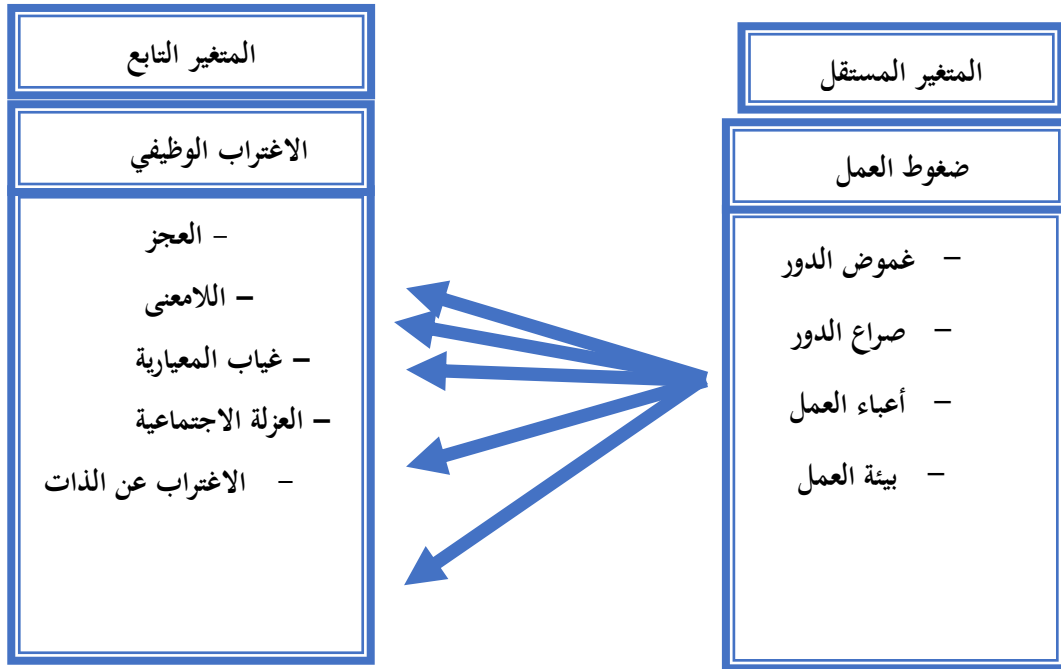 المتغير المستقل
ضغوط العمل
– غموض الدور
– صراع الدور
– أعباء العمل
– بيئة العمل
المتغير التابع
الاغتراب الوظيفي
- العجز
– اللامعنى
– غياب المعيارية
– العزلة الاجتماعية
- الاغتراب عن الذات